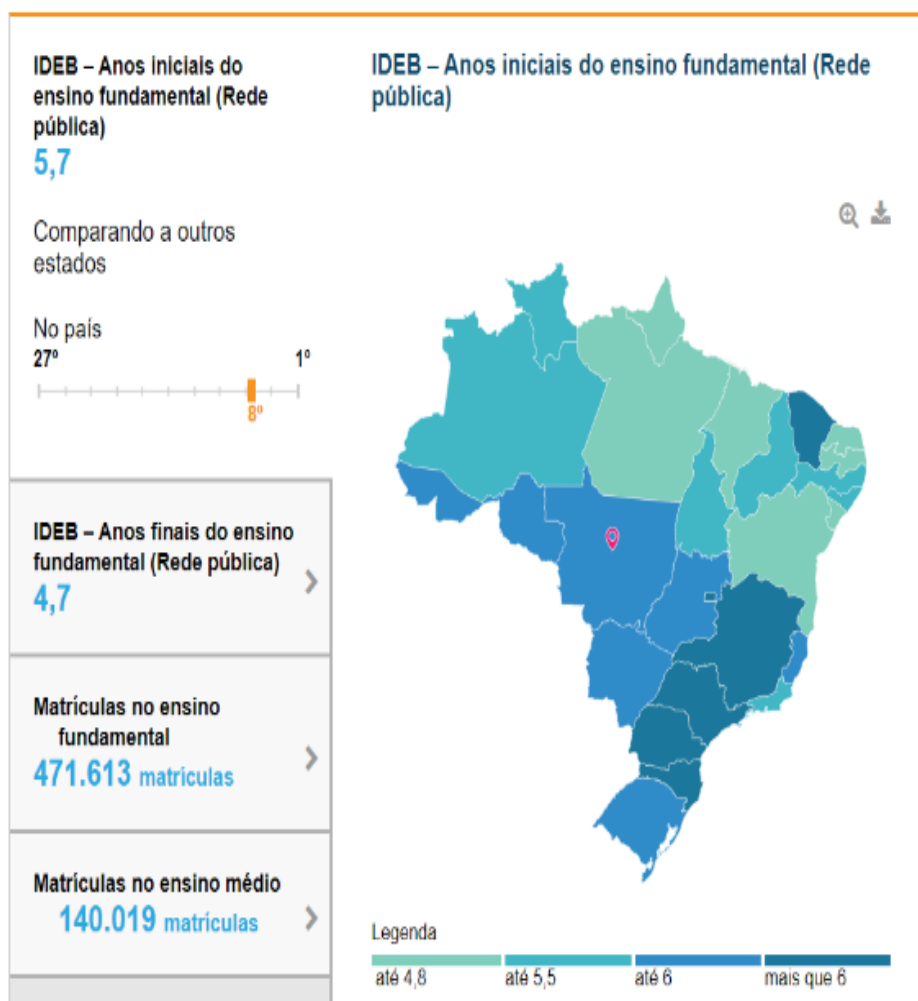 IDEB – Anos iniciais do
ensino fundamental (Rede
pública)
5,7
Comparando a outros
estados
No país
27º 1º
8º
IDEB – Anos finais do ensino
fundamental (Rede pública)
4,7
Matrículas no ensino
fundamental
471.613 matrículas
Matrículas no ensino médio
140.019 matrículas
IDEB – Anos iniciais do ensino fundamental (Rede
pública)
Legenda
até 4,8 até 5,5 até 6 mais que 6